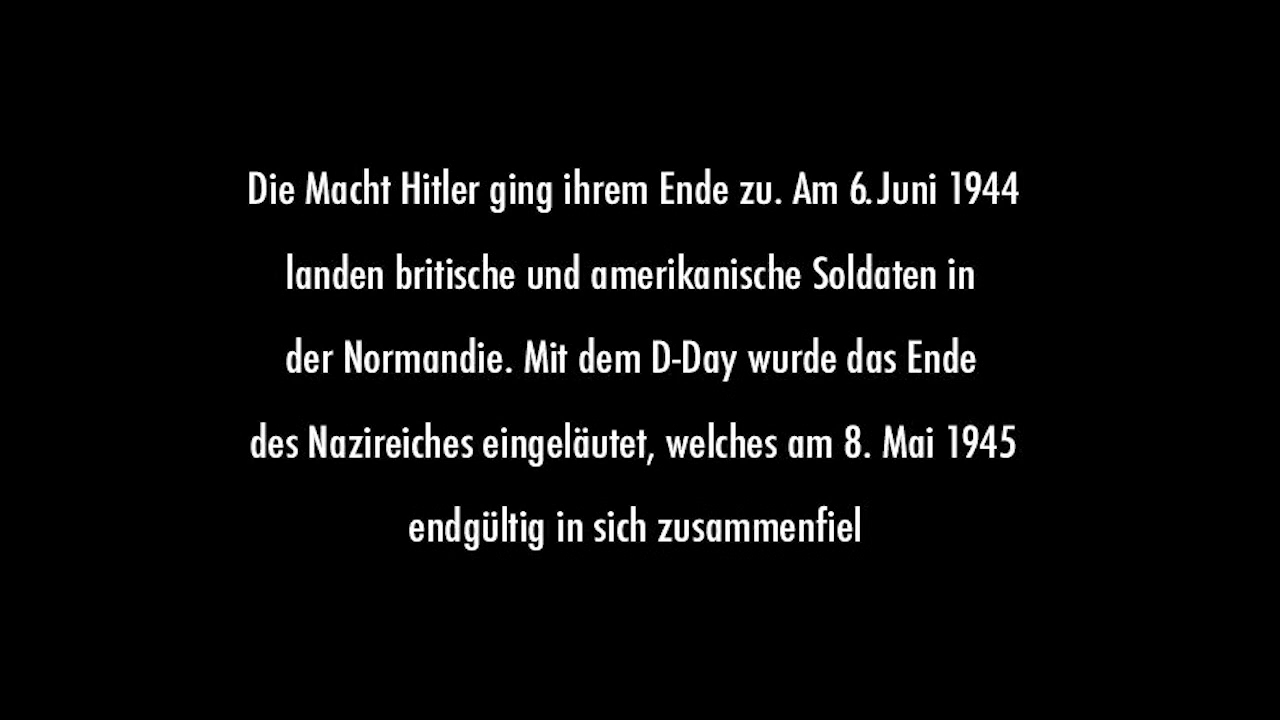 Die Macht Hitler ging ihrem Ende zu. Am 6.Juni 1944
landen britische und amerikanische Soldaten in
der Normandie. Mit dem D-Day wurde das Ende
des Nazireiches eingeläutet, welches am 8. Mai 1945
endgültig in sich zusammenfiel